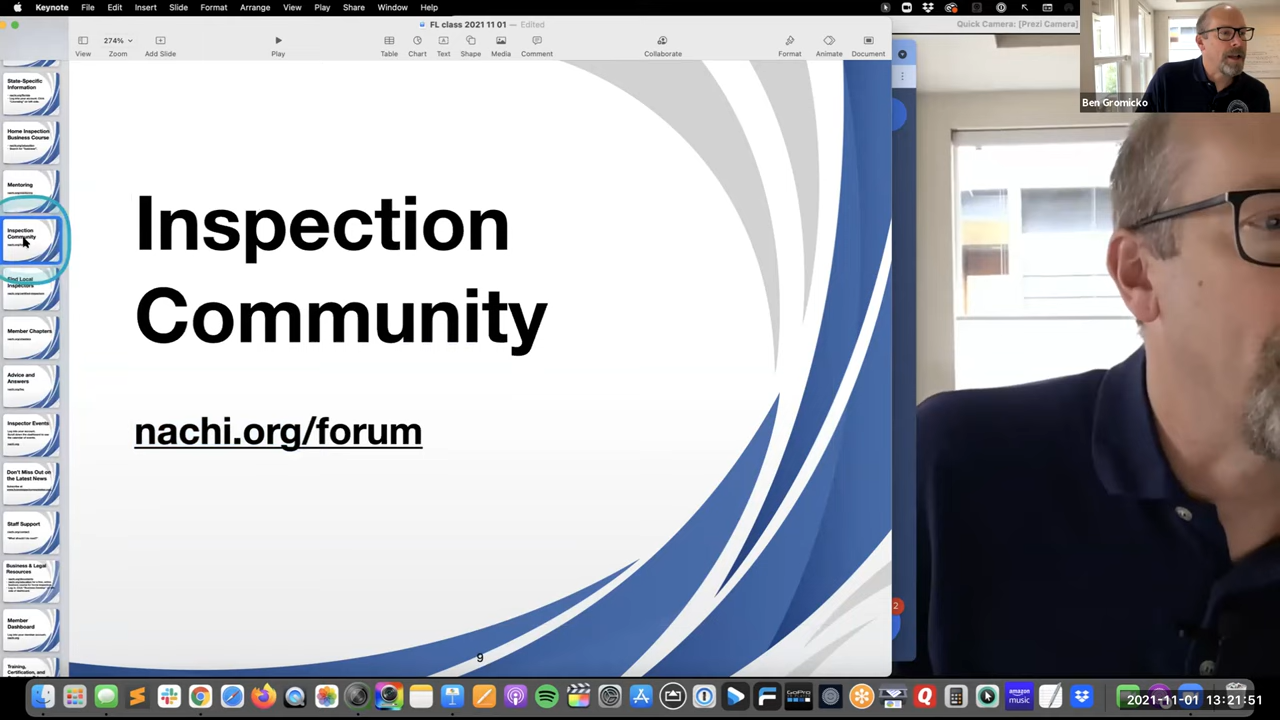 Keynote File Edit Insert Slide Format Arrange View Play Share Window Help
FL class 2021 11 01 — Edited
Quick Camera: [Prezi Camera]
274%
View Zoom Add Slide Play Table Chart Text Shape Media Comment Collaborate Format Animate Document
Ben Gromicko
State-Specific
Information
Home Inspection
Business Course
Mentoring
Inspection
Community
Find Local
Inspectors
Member Chapters
Advice and
Answers
Inspector Events
Don't Miss Out on
the Latest News
Staff Support
Business & Legal
Resources
Member
Dashboard
Training,
Inspection
Community
nachi.org/forum
9
2
amazon
music
2021-11-01 13:21:51